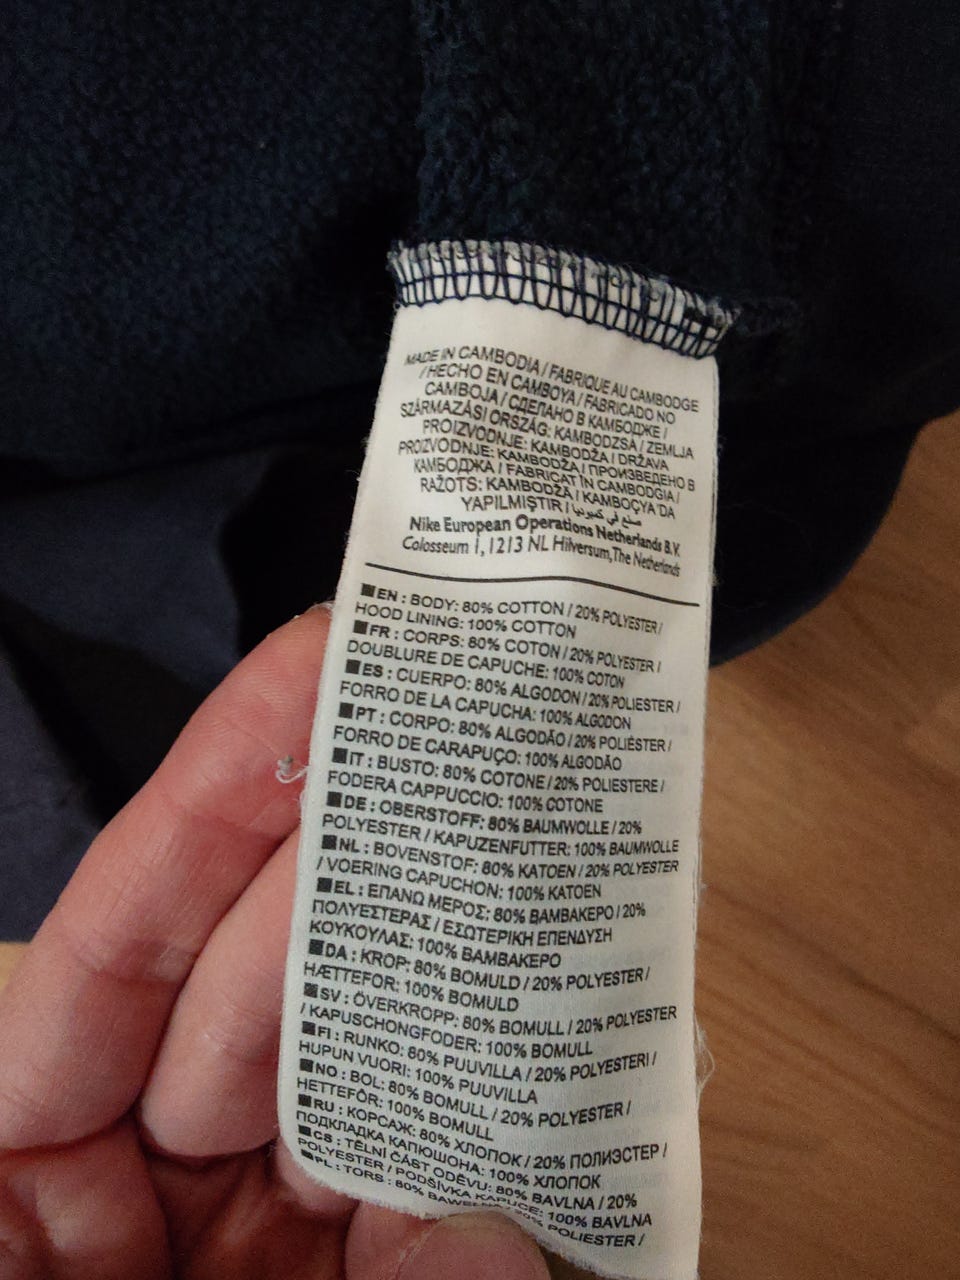 MADE IN CAMBODIA / FABRIQUE AU CAMBODGE
/ HECHO EN CAMBOYA / FABRICADO NO
CAMBOJA / СДЕЛАНО В КАМБОДЖЕ /
SZÁRMAZÁSI ORSZÁG: KAMBODZSA / ZEMLJA
PROIZVODNJE: KAMBODŽA / DRŽAVA
PROIZVODNJE: KAMBODŽA / ПРОИЗВЕДЕНО В
КАМБОДЖА / FABRICAT ÎN CAMBODGIA /
RAŽOTS: KAMBODŽA / KAMBOÇYA'DA
YAPILMIŞTIR / صنع في كمبوديا
Nike European Operations Netherlands B.V.
Colosseum 1, 1213 NL Hilversum, The Netherlands
EN : BODY: 80% COTTON / 20% POLYESTER /
HOOD LINING: 100% COTTON
FR : CORPS: 80% COTON / 20% POLYESTER /
DOUBLURE DE CAPUCHE: 100% COTON
ES : CUERPO: 80% ALGODON / 20% POLIESTER /
FORRO DE LA CAPUCHA: 100% ALGODON
PT : CORPO: 80% ALGODÃO / 20% POLIÉSTER /
FORRO DE CARAPUÇO: 100% ALGODÃO
IT : BUSTO: 80% COTONE / 20% POLIESTERE /
FODERA CAPPUCCIO: 100% COTONE
DE : OBERSTOFF: 80% BAUMWOLLE / 20%
POLYESTER / KAPUZENFUTTER: 100% BAUMWOLLE
NL : BOVENSTOF: 80% KATOEN / 20% POLYESTER
/ VOERING CAPUCHON: 100% KATOEN
EL : ΕΠΑΝΩ ΜΕΡΟΣ: 80% ΒΑΜΒΑΚΕΡΟ / 20%
ΠΟΛΥΕΣΤΕΡΑΣ / ΕΣΩΤΕΡΙΚΗ ΕΠΕΝΔΥΣΗ
ΚΟΥΚΟΥΛΑΣ: 100% ΒΑΜΒΑΚΕΡΟ
DA : KROP: 80% BOMULD / 20% POLYESTER /
HÆTTEFOR: 100% BOMULD
SV : ÖVERKROPP: 80% BOMULL / 20% POLYESTER
/ KAPUSCHONGFODER: 100% BOMULL
FI : RUNKO: 80% PUUVILLA / 20% POLYESTERI /
HUPUN VUORI: 100% PUUVILLA
NO : BOL: 80% BOMULL / 20% POLYESTER /
HETTEFÔR: 100% BOMULL
RU : КОРСАЖ: 80% ХЛОПОК / 20% ПОЛИЭСТЕР /
ПОДКЛАДКА КАПЮШОНА: 100% ХЛОПОК
CS : TĚLNÍ ČÁST ODĚVU: 80% BAVLNA / 20%
POLYESTER / PODŠÍVKA KAPUCE: 100% BAVLNA
PL : TORS : 80% BAWEŁNA / 20% POLIESTER /